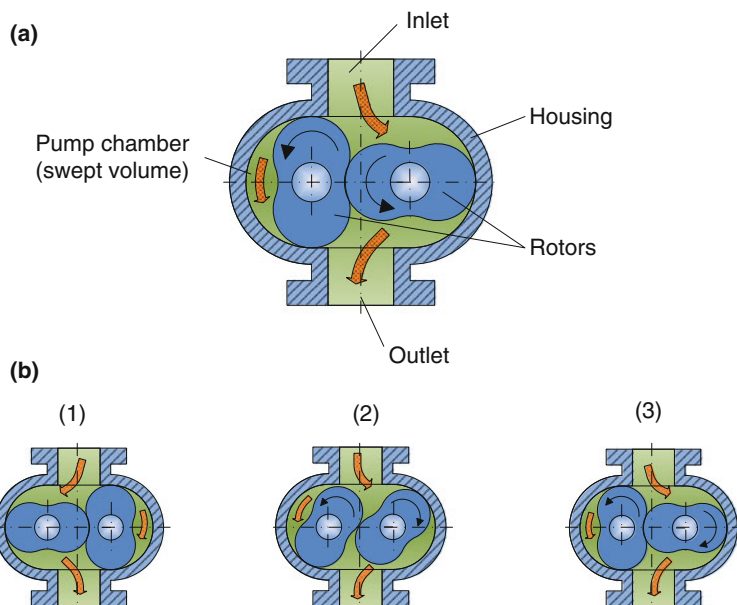 (a)
Inlet
Housing
Pump chamber
(swept volume)
Rotors
Outlet
(b)
(1)
(2)
(3)